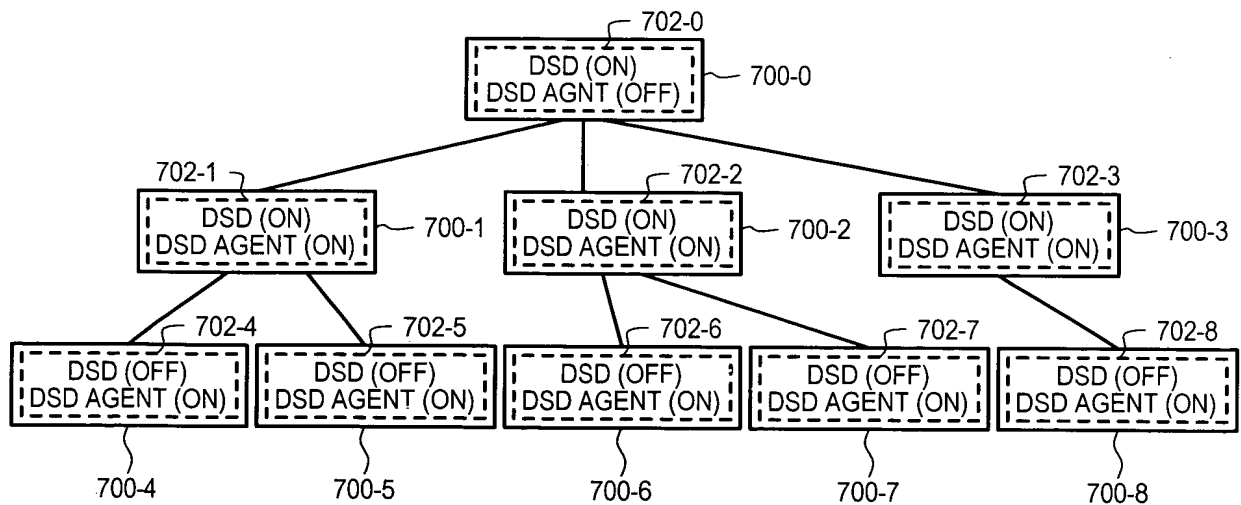 702-0
DSD (ON)
DSD AGNT (OFF)
700-0
702-1
DSD (ON)
DSD AGENT (ON)
700-1
702-2
DSD (ON)
DSD AGENT (ON)
700-2
702-3
DSD (ON)
DSD AGENT (ON)
700-3
702-4
DSD (OFF)
DSD AGENT (ON)
700-4
702-5
DSD (OFF)
DSD AGENT (ON)
700-5
702-6
DSD (OFF)
DSD AGENT (ON)
700-6
702-7
DSD (OFF)
DSD AGENT (ON)
700-7
702-8
DSD (OFF)
DSD AGENT (ON)
700-8